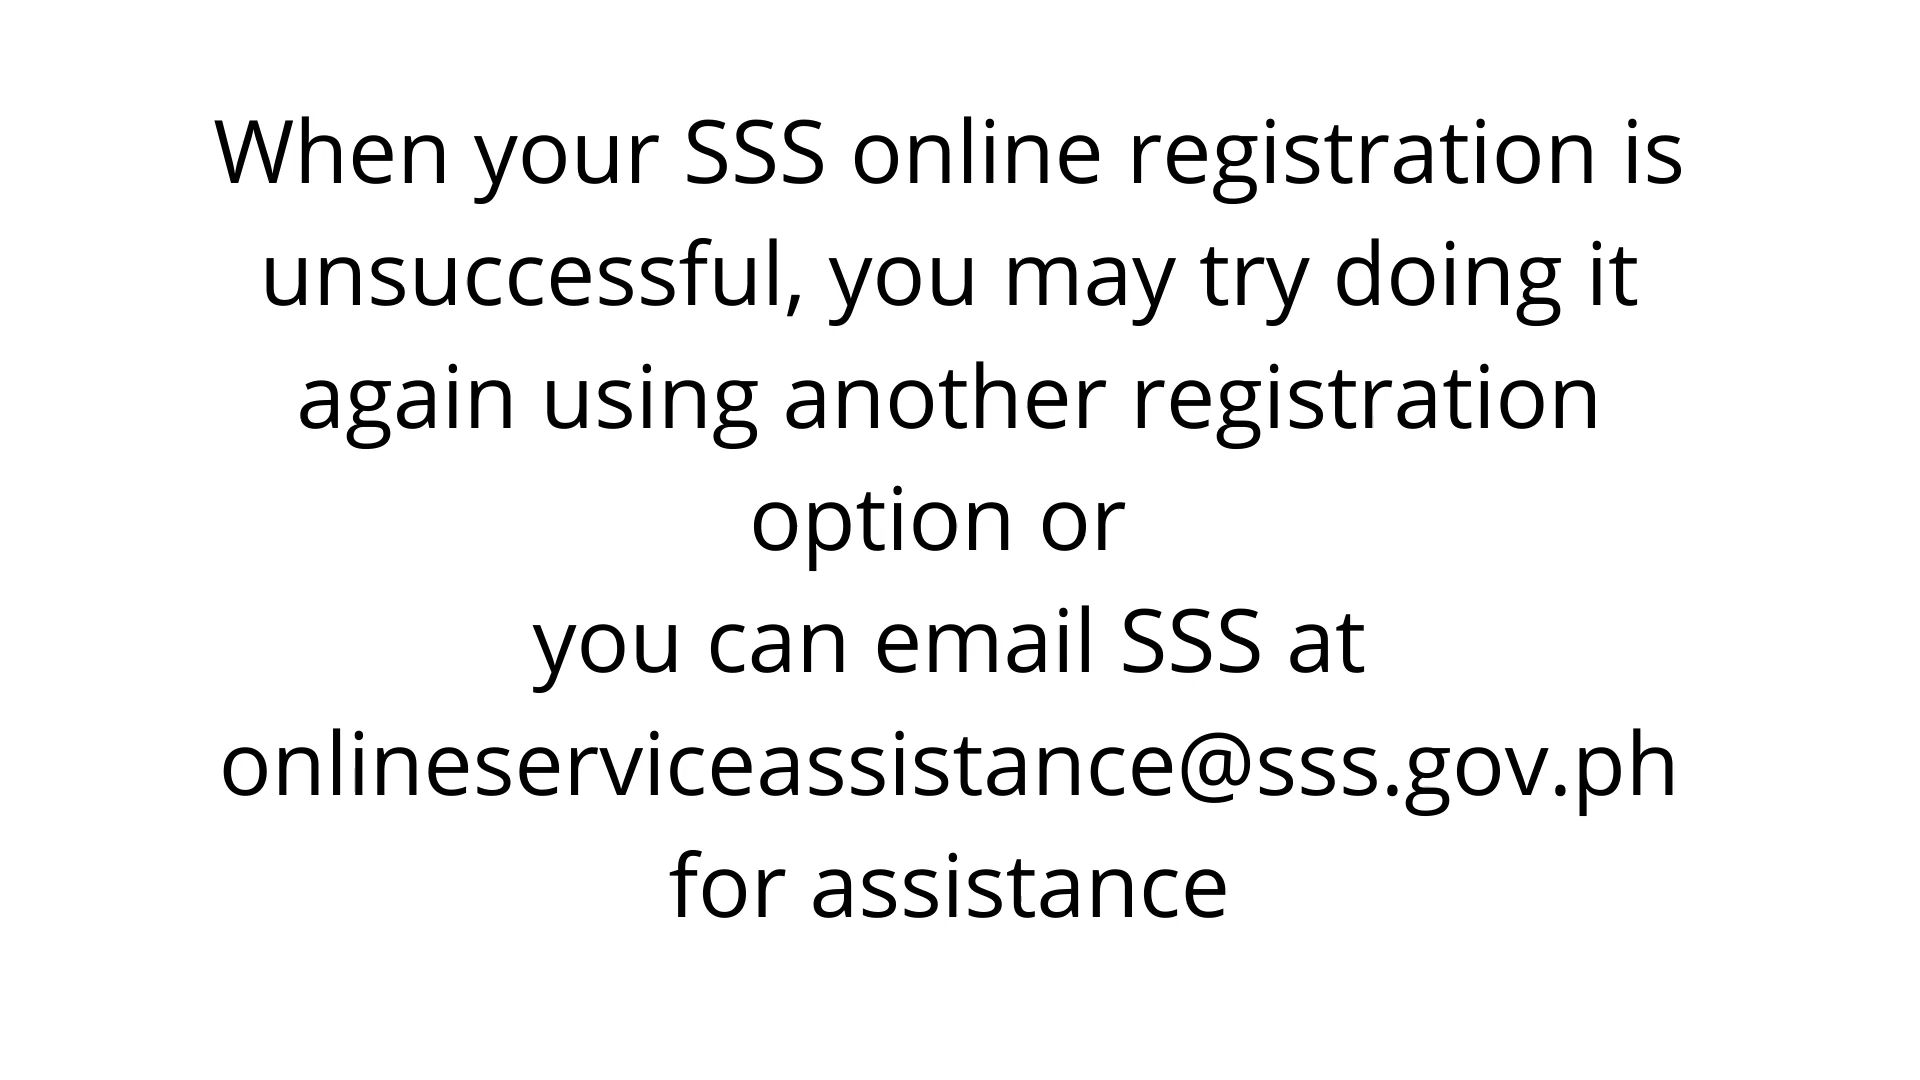 When your SSS online registration is
unsuccessful, you may try doing it
again using another registration
option or
you can email SSS at
onlineserviceassistance@sss.gov.ph
for assistance